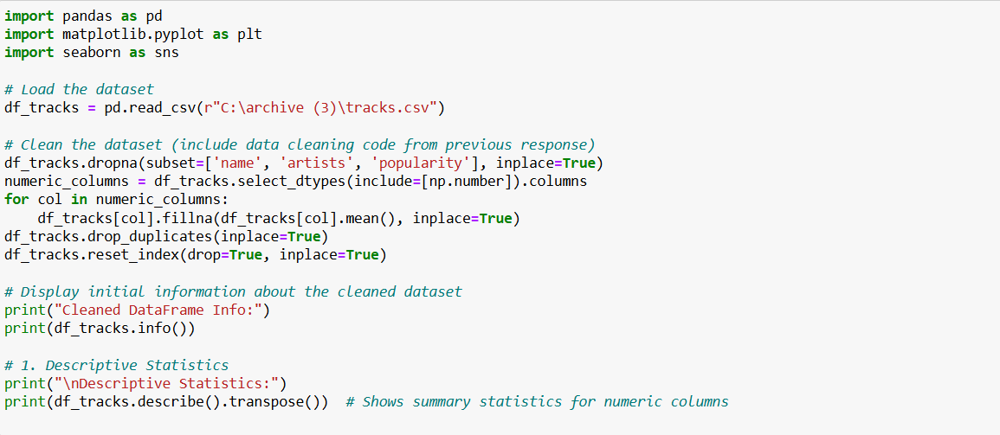 import pandas as pd
import matplotlib.pyplot as plt
import seaborn as sns
# Load the dataset
df_tracks = pd.read_csv(r"C:\archive (3)\tracks.csv")
# Clean the dataset (include data cleaning code from previous response)
df_tracks.dropna(subset=['name', 'artists', 'popularity'], inplace=True)
numeric_columns = df_tracks.select_dtypes(include=[np.number]).columns
for col in numeric_columns:
    df_tracks[col].fillna(df_tracks[col].mean(), inplace=True)
df_tracks.drop_duplicates(inplace=True)
df_tracks.reset_index(drop=True, inplace=True)
# Display initial information about the cleaned dataset
print("Cleaned DataFrame Info:")
print(df_tracks.info())
# 1. Descriptive Statistics
print("\nDescriptive Statistics:")
print(df_tracks.describe().transpose())  # Shows summary statistics for numeric columns